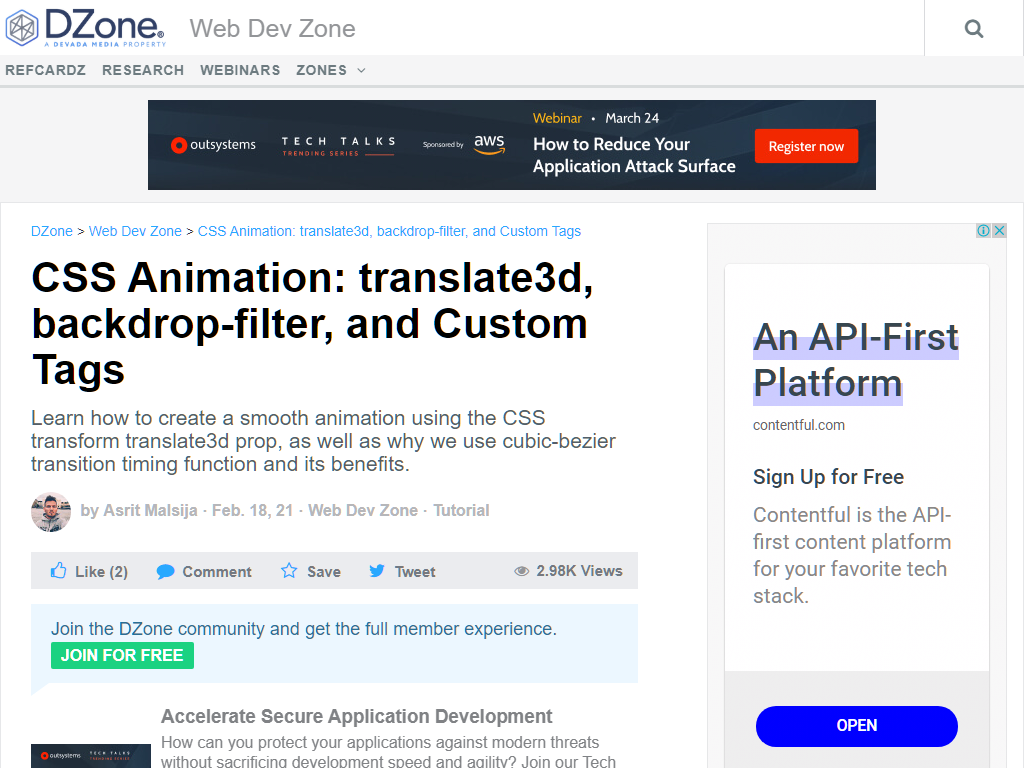 DZone.
A DEVADA MEDIA PROPERTY
Web Dev Zone
REFCARDZ RESEARCH WEBINARS ZONES
outsystems
TECH TALKS
TRENDING SERIES
Sponsored by
aws
Webinar • March 24
How to Reduce Your
Application Attack Surface
Register now
DZone > Web Dev Zone > CSS Animation: translate3d, backdrop-filter, and Custom Tags
CSS Animation: translate3d,
backdrop-filter, and Custom
Tags
Learn how to create a smooth animation using the CSS
transform translate3d prop, as well as why we use cubic-bezier
transition timing function and its benefits.
by Asrit Malsija · Feb. 18, 21 · Web Dev Zone · Tutorial
Like (2) Comment Save Tweet 2.98K Views
Join the DZone community and get the full member experience.
JOIN FOR FREE
Accelerate Secure Application Development
How can you protect your applications against modern threats
without sacrificing development speed and agility? Join our Tech
outsystems TECH TALKS
An API-First
Platform
contentful.com
Sign Up for Free
Contentful is the API-
first content platform
for your favorite tech
stack.
OPEN